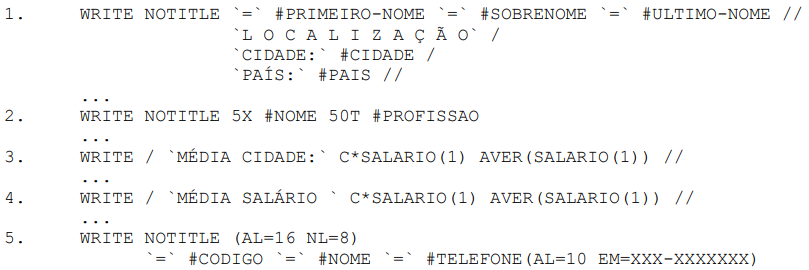 1. WRITE NOTITLE `=` #PRIMEIRO-NOME `=` #SOBRENOME `=` #ULTIMO-NOME //
`L O C A L I Z A Ç Ã O` /
`CIDADE:` #CIDADE /
`PAÍS:` #PAIS //
...
2. WRITE NOTITLE 5X #NOME 50T #PROFISSAO
...
3. WRITE / `MÉDIA CIDADE:` C*SALARIO(1) AVER(SALARIO(1)) //
...
4. WRITE / `MÉDIA SALÁRIO ` C*SALARIO(1) AVER(SALARIO(1)) //
...
5. WRITE NOTITLE (AL=16 NL=8)
`=` #CODIGO `=` #NOME `=` #TELEFONE(AL=10 EM=XXX-XXXXXXX)